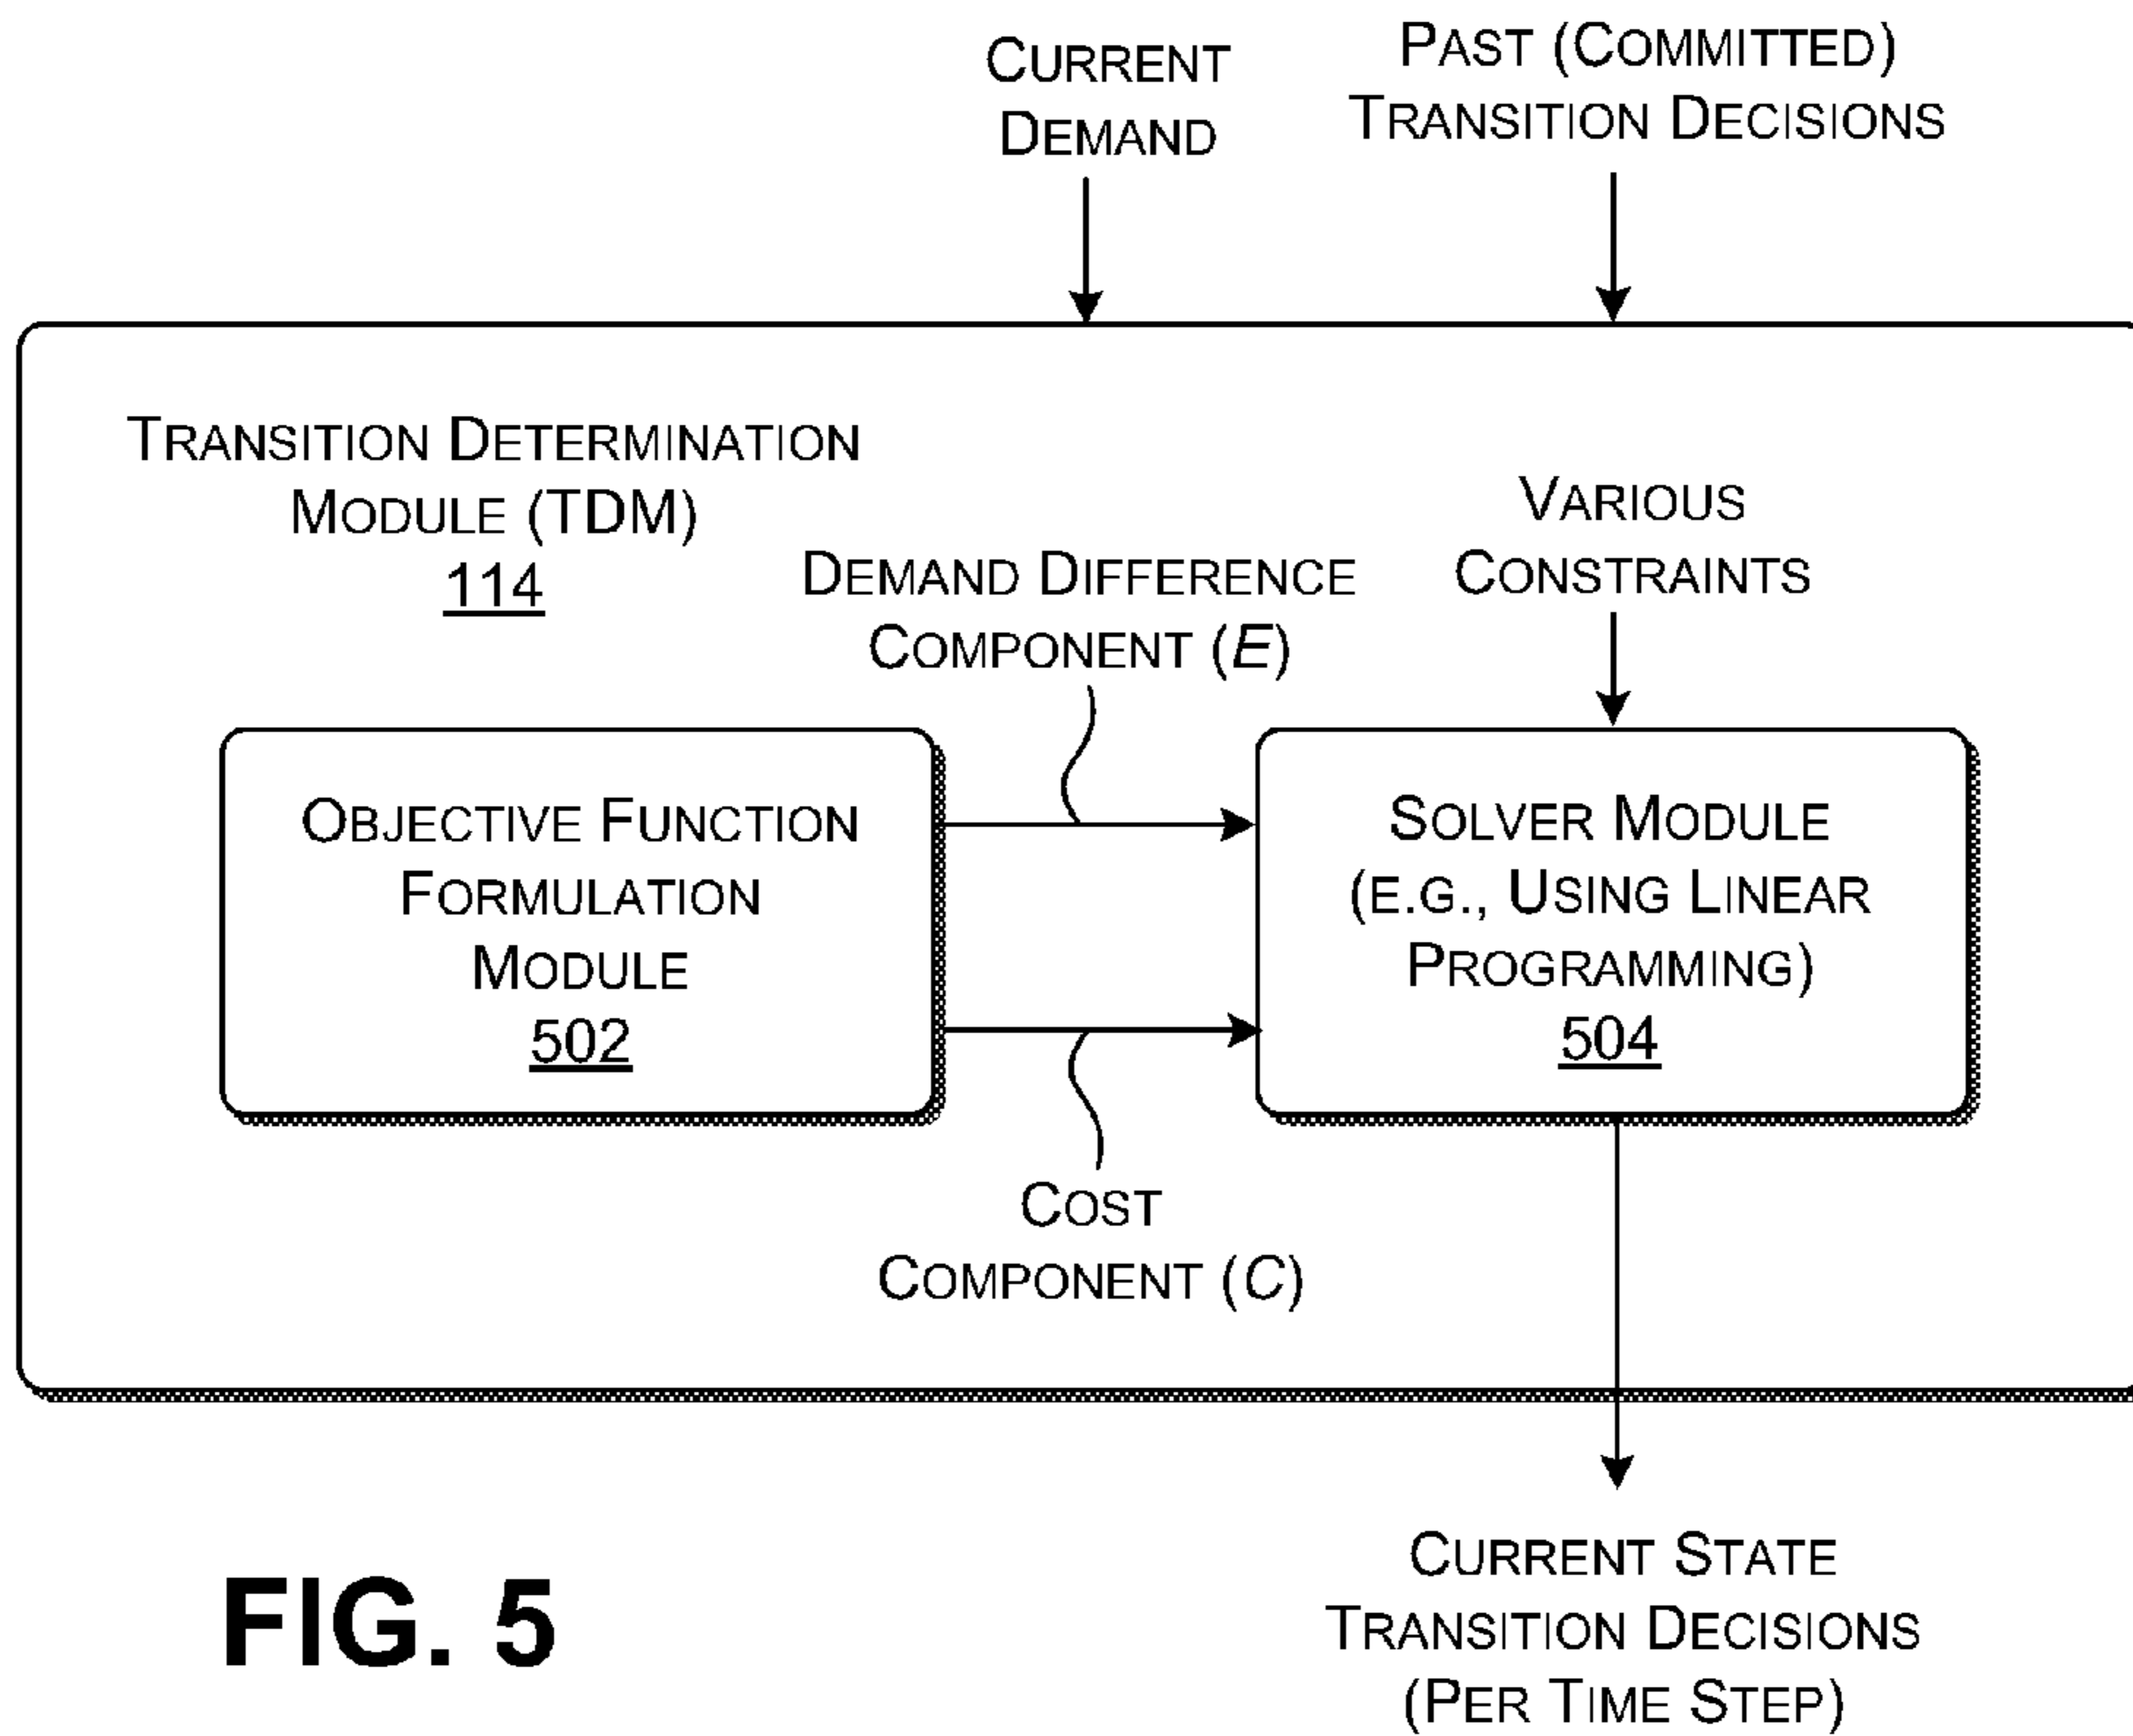 CURRENT
DEMAND
PAST (COMMITTED)
TRANSITION DECISIONS
TRANSITION DETERMINATION
MODULE (TDM)
114
DEMAND DIFFERENCE
COMPONENT (E)
VARIOUS
CONSTRAINTS
OBJECTIVE FUNCTION
FORMULATION
MODULE
502
SOLVER MODULE
(E.G., USING LINEAR
PROGRAMMING)
504
COST
COMPONENT (C)
CURRENT STATE
TRANSITION DECISIONS
(PER TIME STEP)
FIG. 5